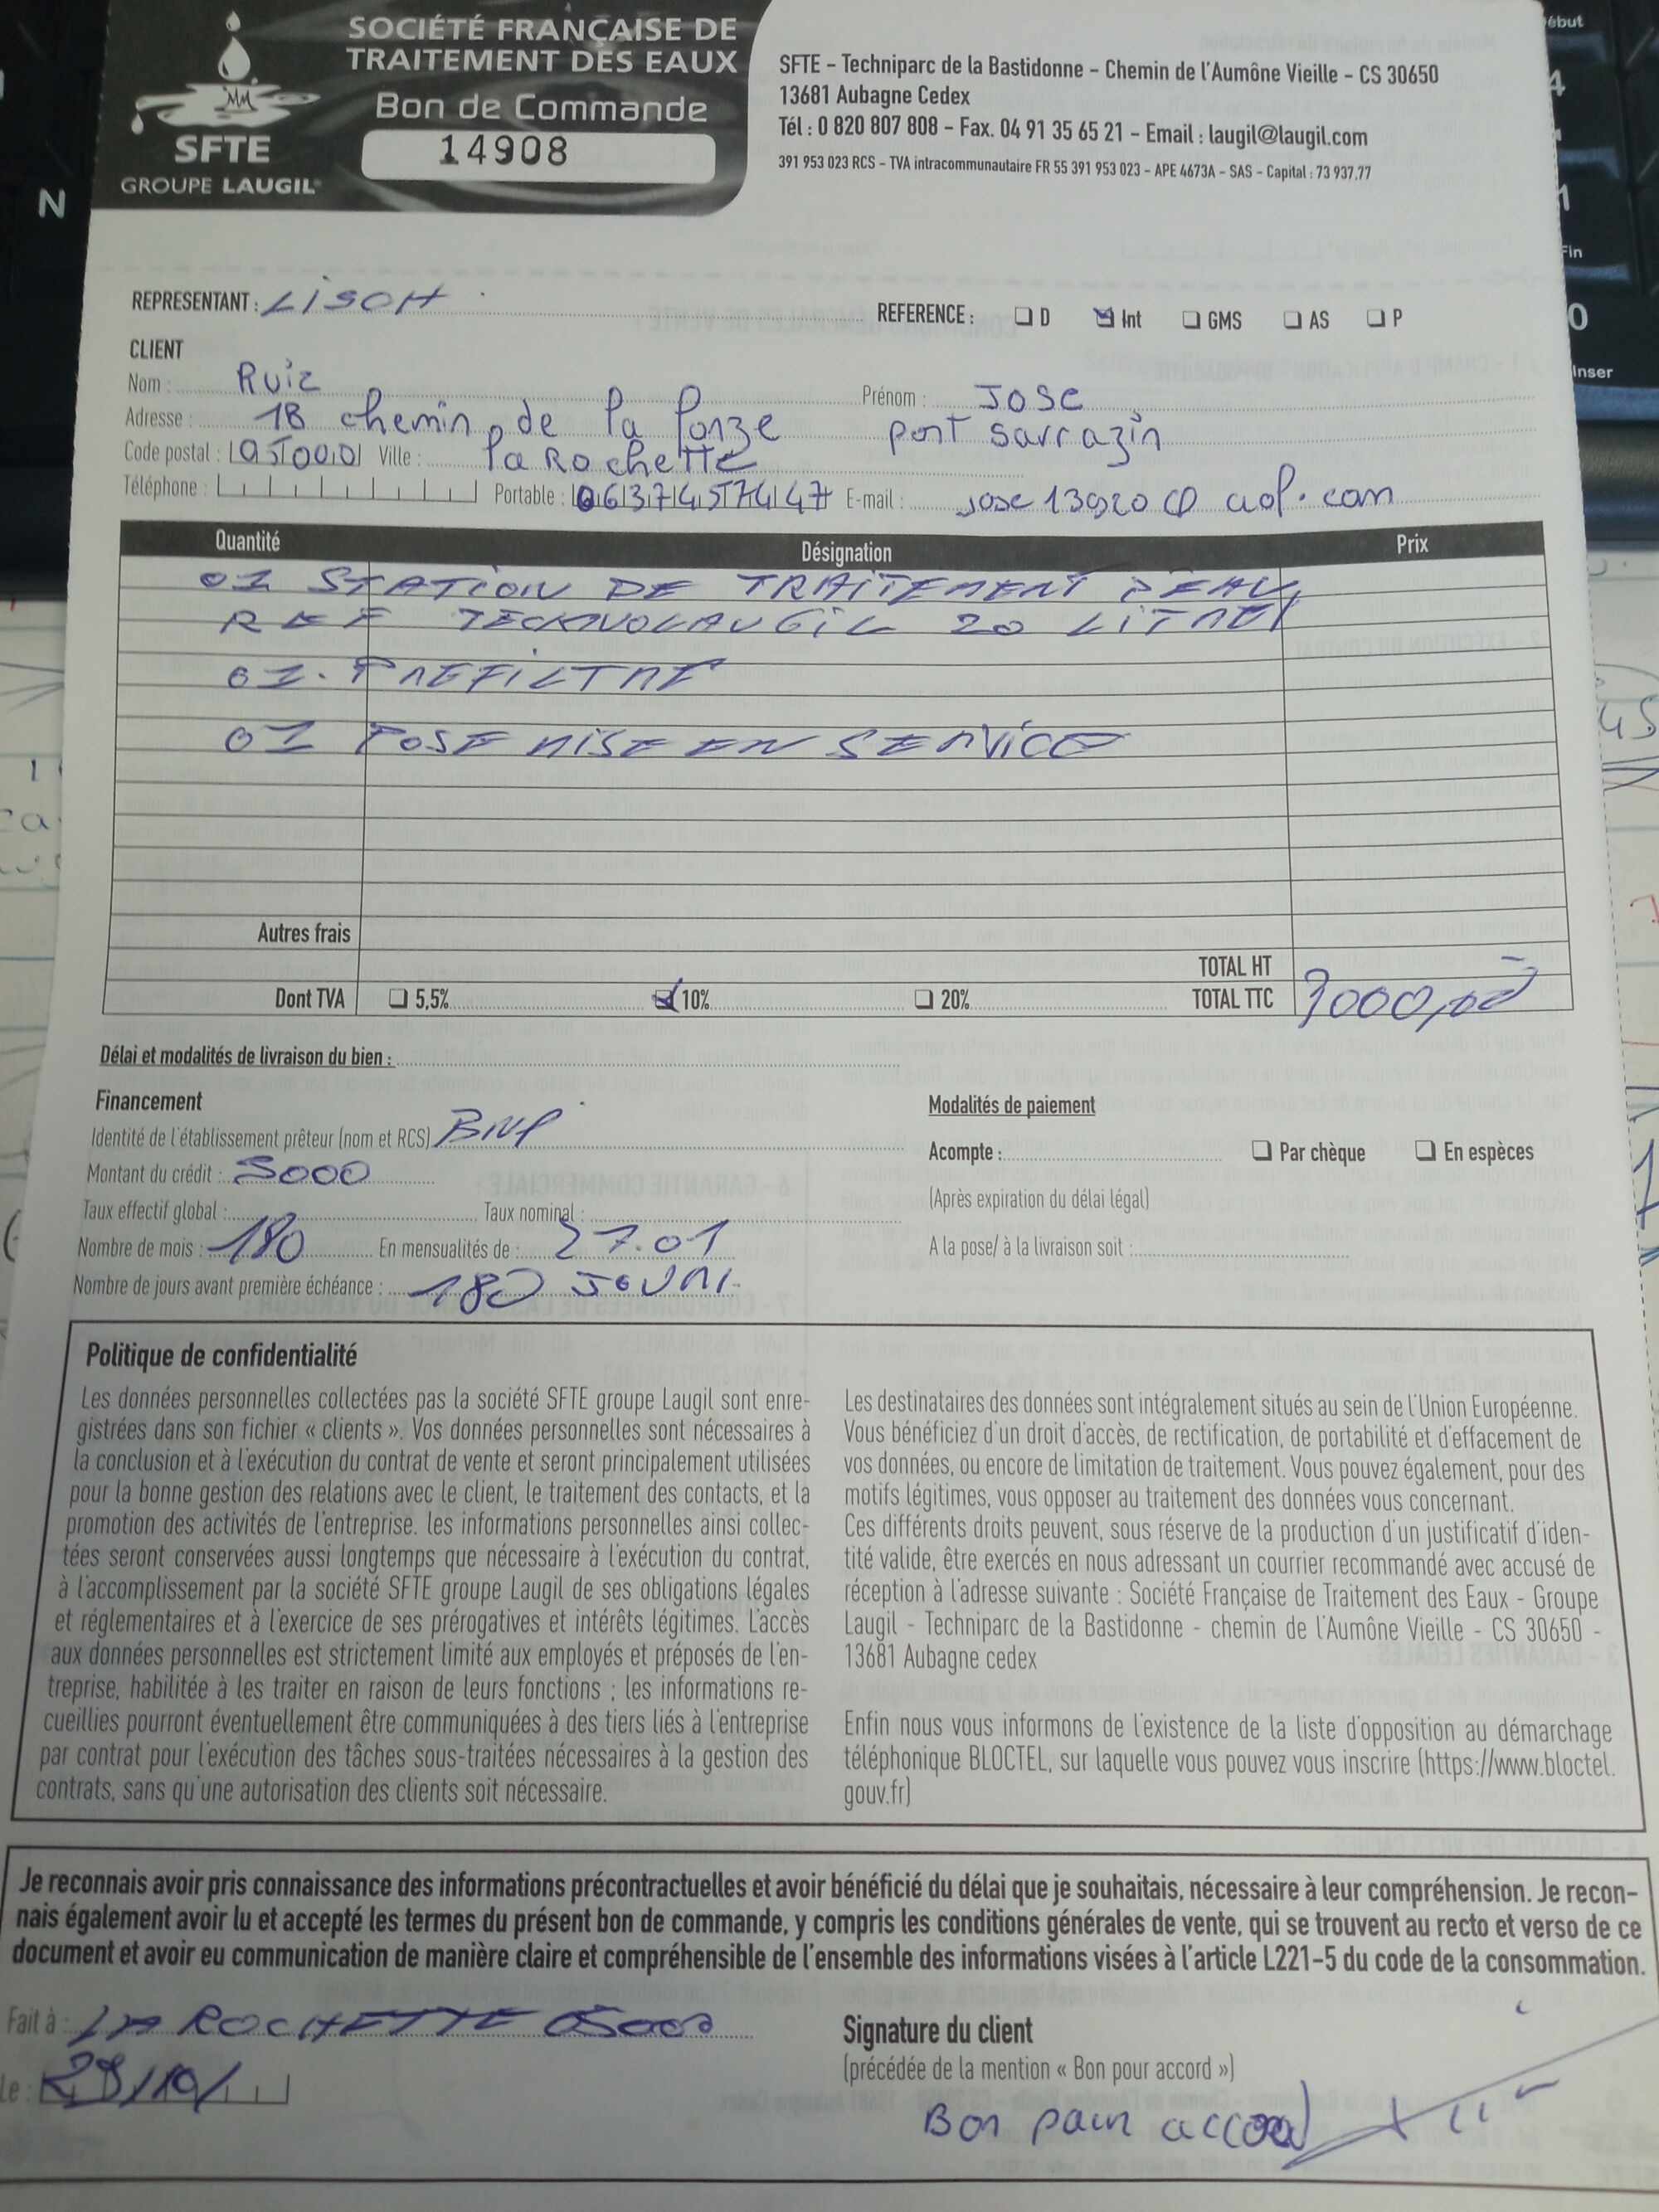 SOCIÉTÉ FRANÇAISE DE
TRAITEMENT DES EAUX
Bon de Commande
14908
SFTE
GROUPE LAUGIL
SFTE – Techniparc de la Bastidonne – Chemin de l'Aumône Vieille – CS 30650
13681 Aubagne Cedex
Tél : 0 820 807 808 – Fax. 04 91 35 65 21 – Email : laugil@laugil.com
391 953 023 RCS – TVA intracommunautaire FR 55 391 953 023 – APE 4673A – SAS – Capital : 73 937,77
REPRESENTANT : LISOH REFERENCE : D Int GMS AS P
CLIENT
Nom : Ruiz Prénom : JOSE
Adresse : 18 chemin de la Ponze pont sarrazin
Code postal : 05000 Ville : la Rochette
Téléphone : Portable : 0637457447 E-mail : jose13920@aol.com
Quantité Désignation Prix
01 STATION DE TRAITEMENT D'EAU
REF TECKNOLAUGIL 20 LITRES
01 PREFILTRE
01 POSE MISE EN SERVICE
Autres frais
TOTAL HT
Dont TVA 5,5% 10% 20% TOTAL TTC 3000,00
Délai et modalités de livraison du bien :
Financement
Identité de l'établissement prêteur (nom et RCS) BNP
Montant du crédit : 3000
Taux effectif global : Taux nominal :
Nombre de mois : 180 En mensualités de : 27.01
Nombre de jours avant première échéance : 180 JOURS
Modalités de paiement
Acompte : Par chèque En espèces
(Après expiration du délai légal)
A la pose/ à la livraison soit :
Politique de confidentialité
Les données personnelles collectées pas la société SFTE groupe Laugil sont enre-
gistrées dans son fichier « clients ». Vos données personnelles sont nécessaires à
la conclusion et à l'exécution du contrat de vente et seront principalement utilisées
pour la bonne gestion des relations avec le client, le traitement des contacts, et la
promotion des activités de l'entreprise. les informations personnelles ainsi collec-
tées seront conservées aussi longtemps que nécessaire à l'exécution du contrat,
à l'accomplissement par la société SFTE groupe Laugil de ses obligations légales
et réglementaires et à l'exercice de ses prérogatives et intérêts légitimes. L'accès
aux données personnelles est strictement limité aux employés et préposés de l'en-
treprise, habilitée à les traiter en raison de leurs fonctions ; les informations re-
cueillies pourront éventuellement être communiquées à des tiers liés à l'entreprise
par contrat pour l'exécution des tâches sous-traitées nécessaires à la gestion des
contrats, sans qu'une autorisation des clients soit nécessaire.
Les destinataires des données sont intégralement situés au sein de l'Union Européenne.
Vous bénéficiez d'un droit d'accès, de rectification, de portabilité et d'effacement de
vos données, ou encore de limitation de traitement. Vous pouvez également, pour des
motifs légitimes, vous opposer au traitement des données vous concernant.
Ces différents droits peuvent, sous réserve de la production d'un justificatif d'iden-
tité valide, être exercés en nous adressant un courrier recommandé avec accusé de
réception à l'adresse suivante : Société Française de Traitement des Eaux - Groupe
Laugil - Techniparc de la Bastidonne - chemin de l'Aumône Vieille - CS 30650 -
13681 Aubagne cedex
Enfin nous vous informons de l'existence de la liste d'opposition au démarchage
téléphonique BLOCTEL, sur laquelle vous pouvez vous inscrire (https://www.bloctel.
gouv.fr)
Je reconnais avoir pris connaissance des informations précontractuelles et avoir bénéficié du délai que je souhaitais, nécessaire à leur compréhension. Je recon-
nais également avoir lu et accepté les termes du présent bon de commande, y compris les conditions générales de vente, qui se trouvent au recto et verso de ce
document et avoir eu communication de manière claire et compréhensible de l'ensemble des informations visées à l'article L221-5 du code de la consommation.
Fait à : LA ROCHETTE 05000
Le : 29/10/
Signature du client
(précédée de la mention « Bon pour accord »)
Bon pour accord